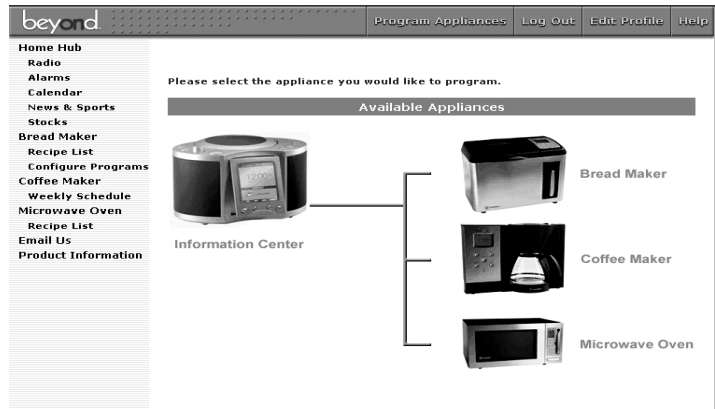 beyond
Program Appliances
Log Out
Edit Profile
Help
Home Hub
Radio
Alarms
Calendar
News & Sports
Stocks
Bread Maker
Recipe List
Configure Programs
Coffee Maker
Weekly Schedule
Microwave Oven
Recipe List
Email Us
Product Information
Please select the appliance you would like to program.
Available Appliances
12:00
Information Center
Bread Maker
Coffee Maker
Microwave Oven